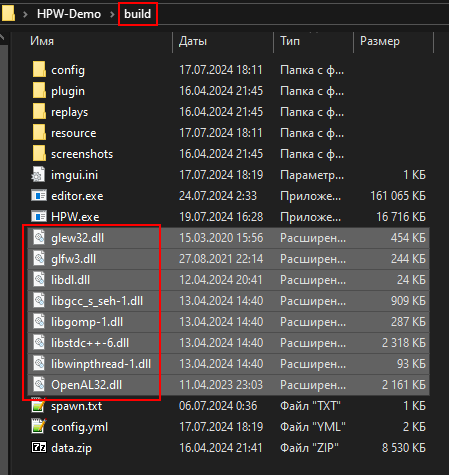 HPW-Demo > build
Имя Даты Тип Размер
config 17.07.2024 18:11 Папка с ф...
plugin 16.04.2024 21:45 Папка с ф...
replays 16.04.2024 21:45 Папка с ф...
resource 17.07.2024 18:11 Папка с ф...
screenshots 16.04.2024 21:45 Папка с ф...
imgui.ini 17.07.2024 18:19 Параметр... 1 КБ
editor.exe 24.07.2024 2:33 Приложе... 161 065 КБ
HPW.exe 19.07.2024 16:28 Приложе... 16 716 КБ
glew32.dll 15.03.2020 15:56 Расширен... 454 КБ
glfw3.dll 27.08.2021 22:14 Расширен... 244 КБ
libdl.dll 12.04.2024 20:41 Расширен... 24 КБ
libgcc_s_seh-1.dll 13.04.2024 14:40 Расширен... 909 КБ
libgomp-1.dll 13.04.2024 14:40 Расширен... 287 КБ
libstdc++-6.dll 13.04.2024 14:40 Расширен... 2 318 КБ
libwinpthread-1.dll 13.04.2024 14:40 Расширен... 93 КБ
OpenAL32.dll 11.04.2023 23:03 Расширен... 2 161 КБ
spawn.txt 06.07.2024 0:36 Файл "TXT" 1 КБ
config.yml 17.07.2024 18:19 Файл "YML" 2 КБ
data.zip 16.04.2024 21:41 Файл "ZIP" 8 530 КБ